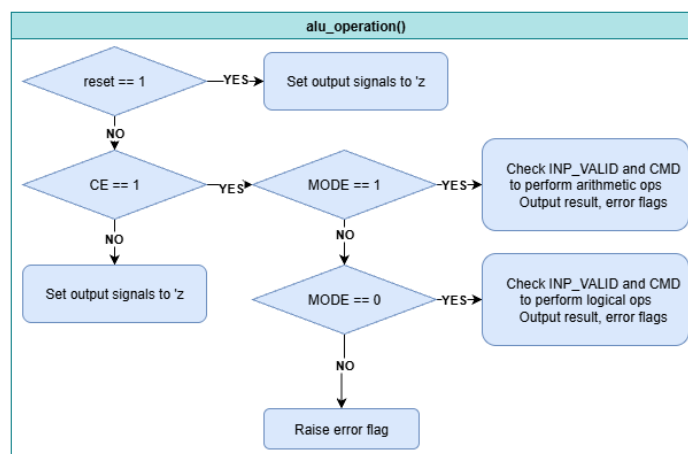 alu_operation()
reset == 1
YES
Set output signals to 'z
NO
CE == 1
YES
MODE == 1
YES
Check INP_VALID and CMD
to perform arithmetic ops
Output result, error flags
NO
NO
Set output signals to 'z
MODE == 0
YES
Check INP_VALID and CMD
to perform logical ops
Output result, error flags
NO
Raise error flag